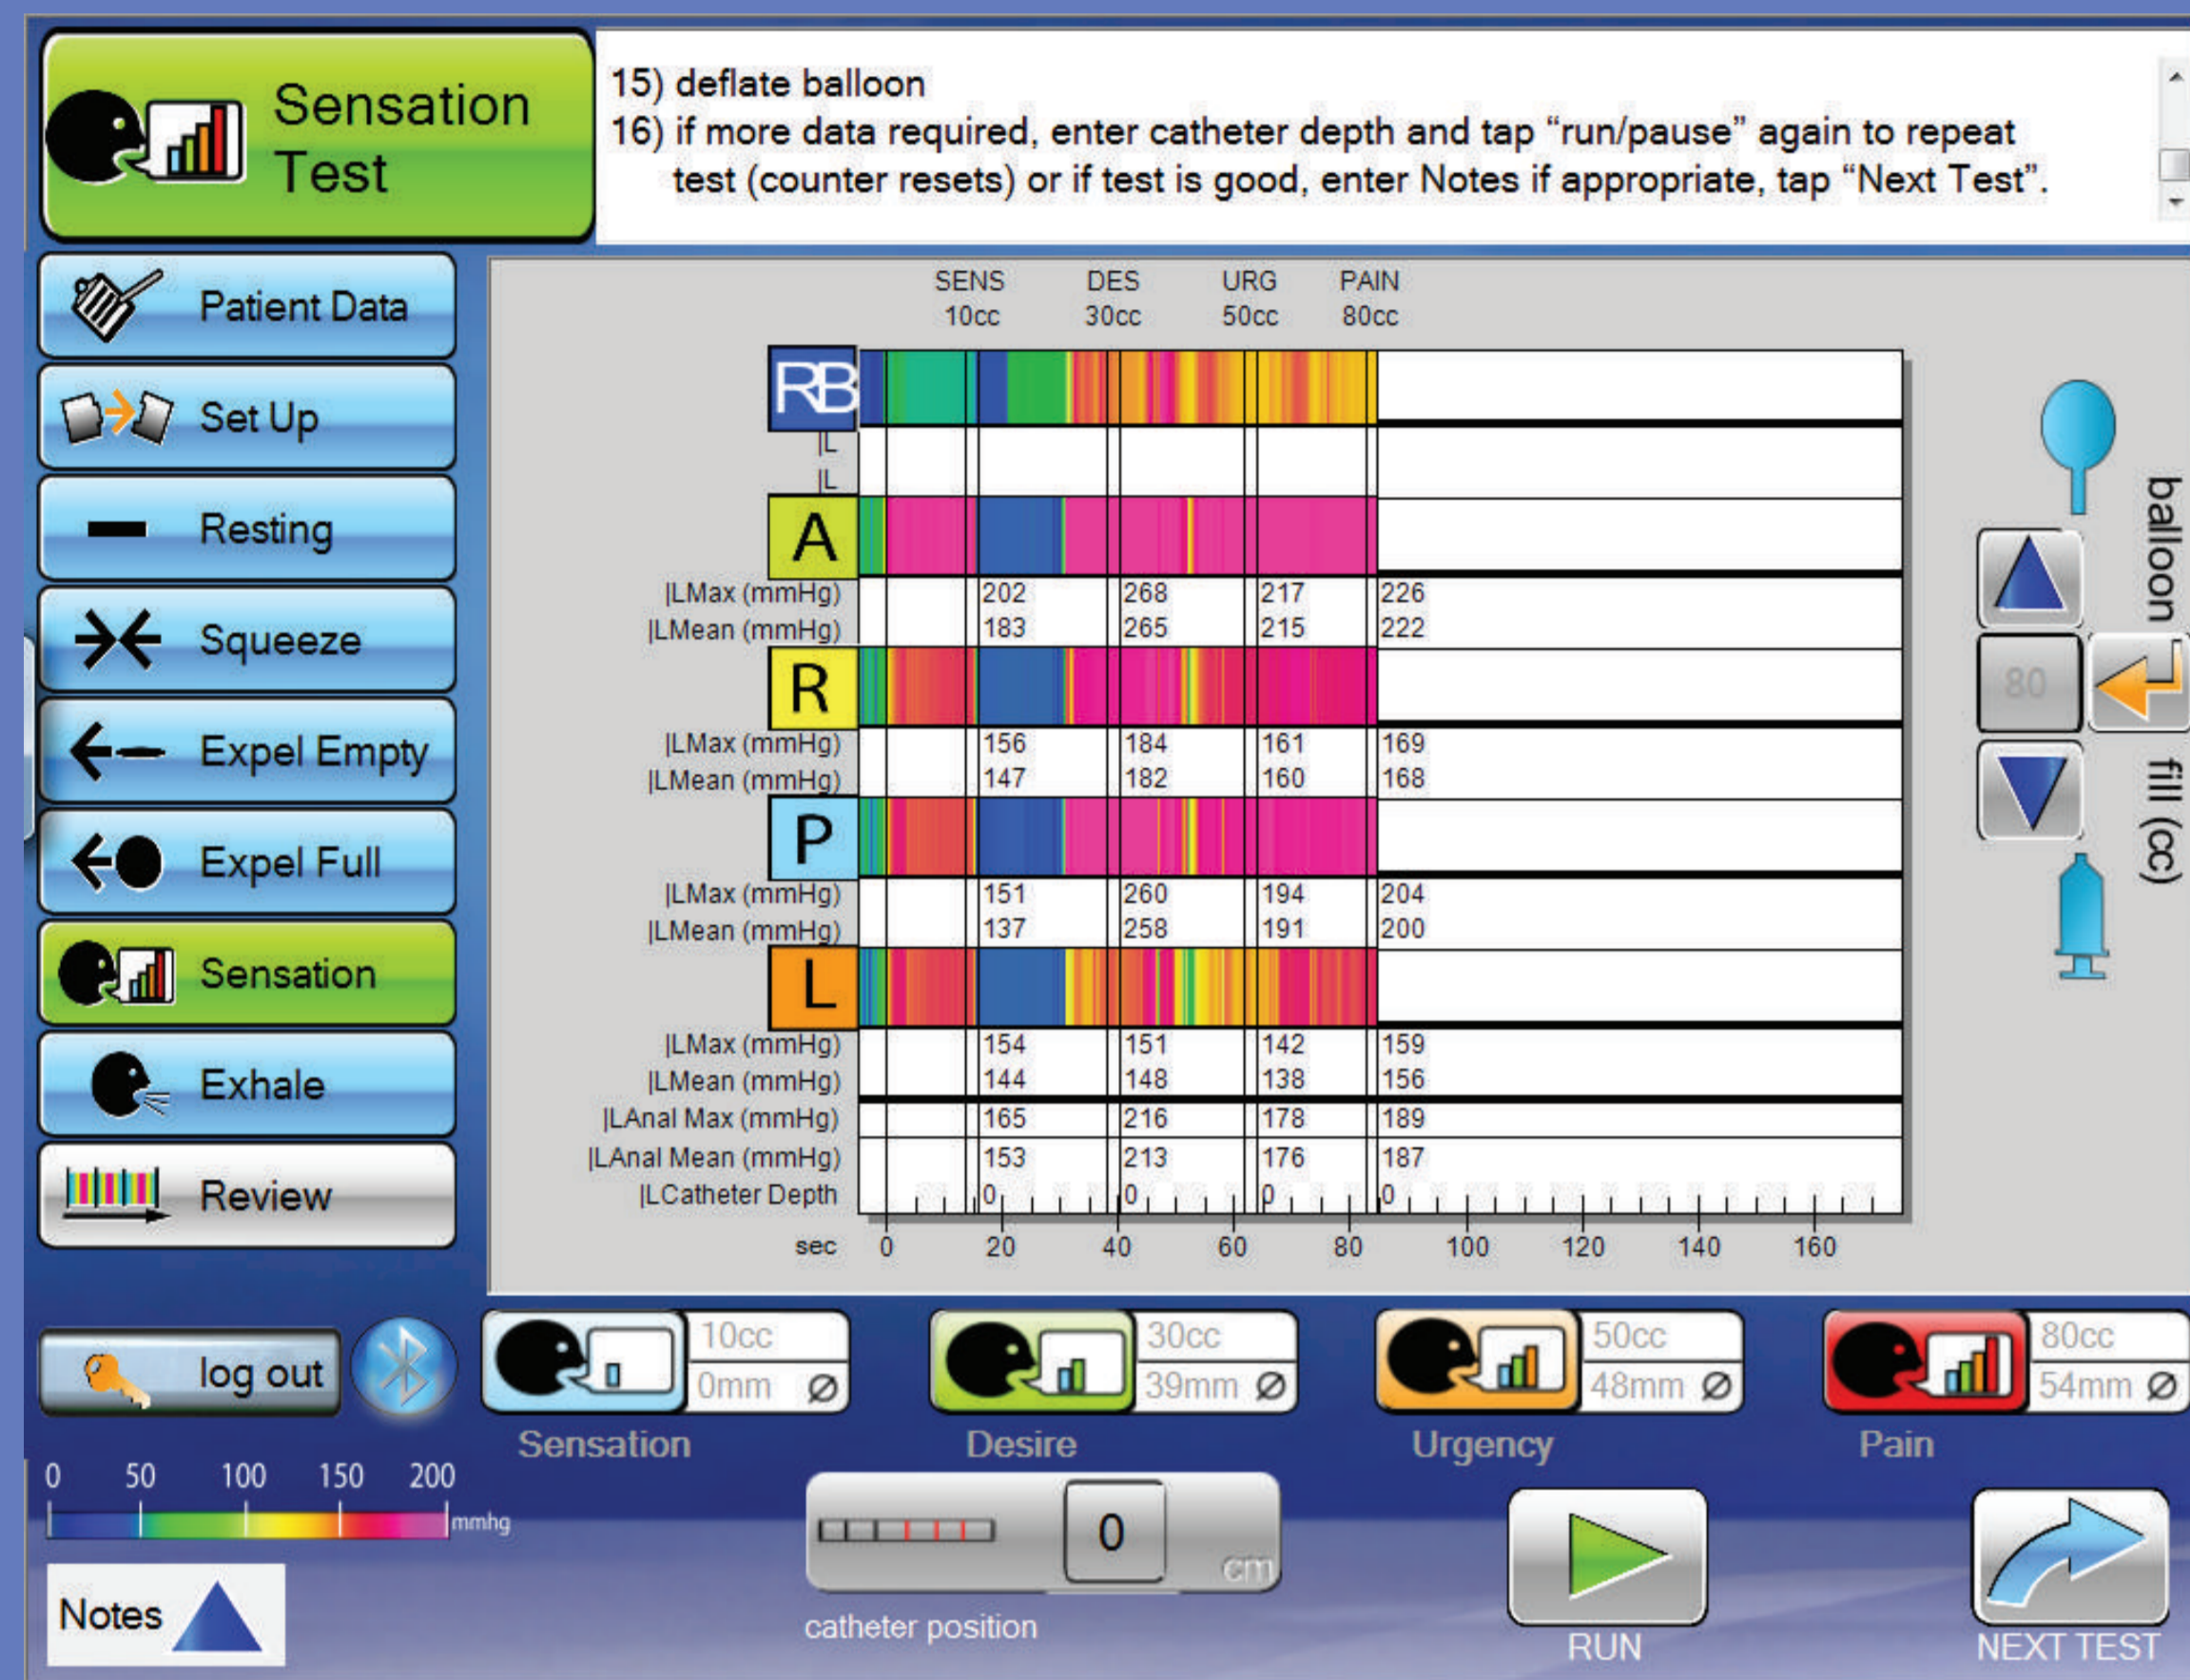 Sensation
Test
15) deflate balloon
16) if more data required, enter catheter depth and tap “run/pause” again to repeat
test (counter resets) or if test is good, enter Notes if appropriate, tap “Next Test”.
Patient Data
Set Up
Resting
Squeeze
Expel Empty
Expel Full
Sensation
Exhale
Review
log out
SENS DES URG PAIN
10cc 30cc 50cc 80cc
RB
|L
|L
A
|LMax (mmHg) 202 268 217 226
|LMean (mmHg) 183 265 215 222
R
|LMax (mmHg) 156 184 161 169
|LMean (mmHg) 147 182 160 168
P
|LMax (mmHg) 151 260 194 204
|LMean (mmHg) 137 258 191 200
L
|LMax (mmHg) 154 151 142 159
|LMean (mmHg) 144 148 138 156
|LAnal Max (mmHg) 165 216 178 189
|LAnal Mean (mmHg) 153 213 176 187
|LCatheter Depth 0 0 0 0
sec 0 20 40 60 80 100 120 140 160
balloon fill (cc)
80
10cc
0mm Ø
Sensation
30cc
39mm Ø
Desire
50cc
48mm Ø
Urgency
80cc
54mm Ø
Pain
0 50 100 150 200
mmhg
Notes
0
cm
catheter position
RUN
NEXT TEST